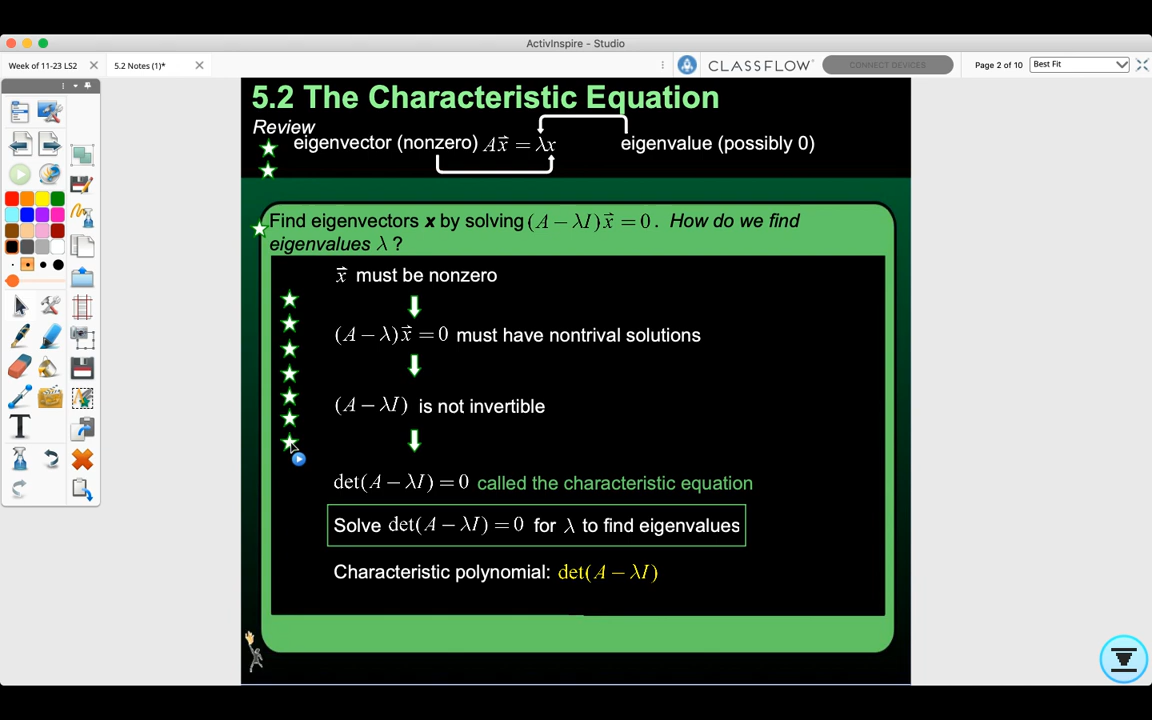 ActivInspire - Studio
Week of 11-23 LS2
5.2 Notes (1)*
CLASSFLOW
CONNECT DEVICES
Page 2 of 10
Best Fit
5.2 The Characteristic Equation
Review
eigenvector (nonzero) Ax⃗ = λx eigenvalue (possibly 0)
Find eigenvectors x by solving (A − λI)x⃗ = 0. How do we find
eigenvalues λ ?
x⃗ must be nonzero
(A − λ)x⃗ = 0 must have nontrival solutions
(A − λI) is not invertible
det(A − λI) = 0 called the characteristic equation
Solve det(A − λI) = 0 for λ to find eigenvalues
Characteristic polynomial: det(A − λI)
T